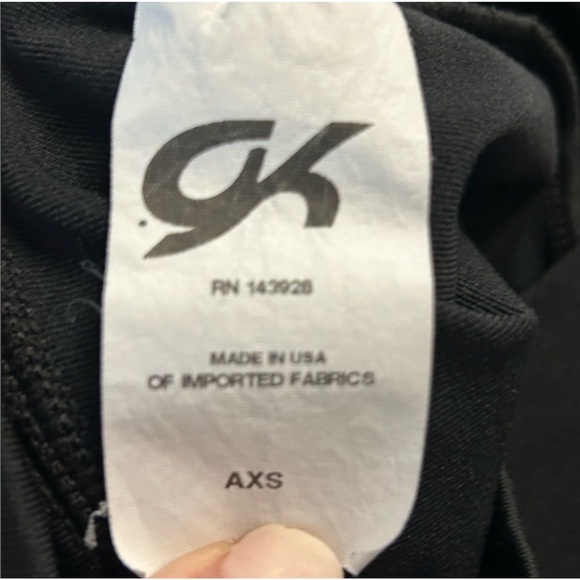 GK
RN 143928
MADE IN USA
OF IMPORTED FABRICS
AXS